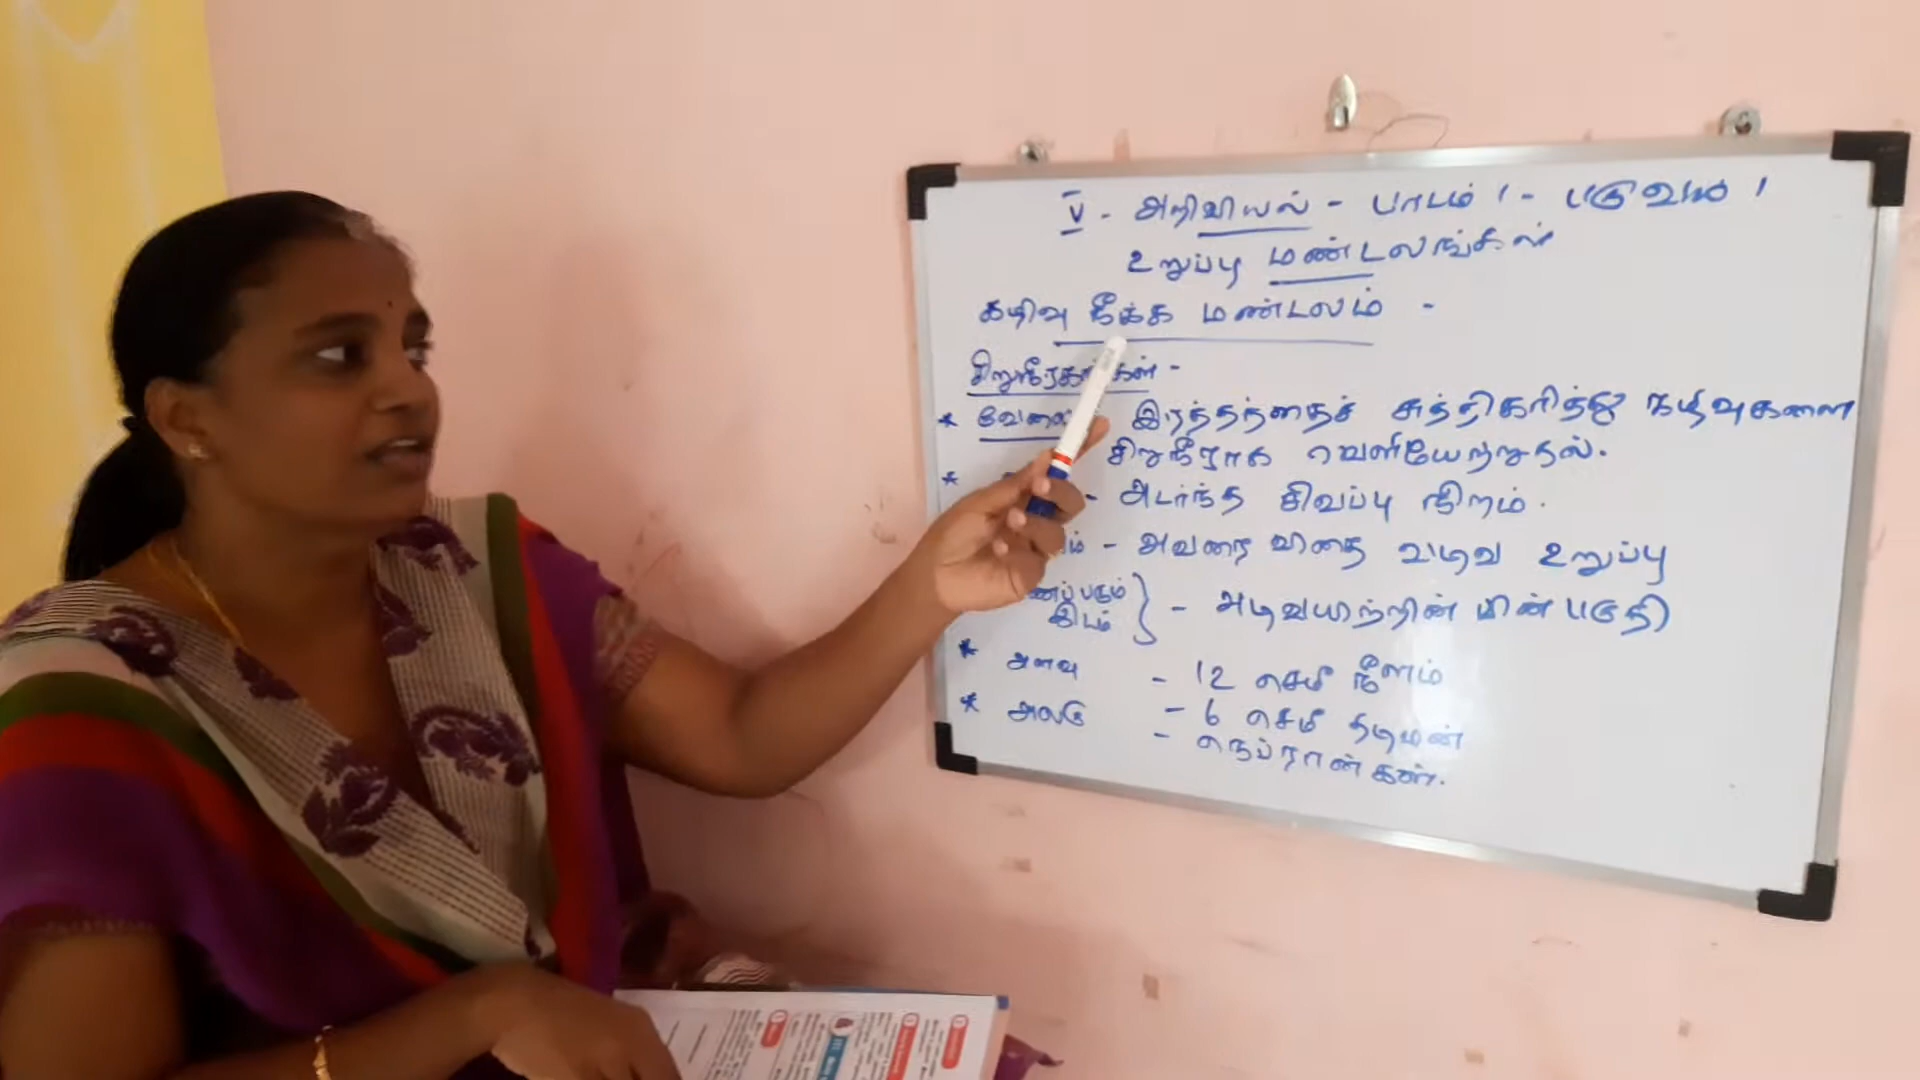 V - அறிவியல் - பாடம் 1 - பருவம் 1
உறுப்பு மண்டலங்கள்
கழிவு நீக்க மண்டலம் -
சிறுநீரகங்கள் -
* வேலை இரத்தத்தைச் சுத்திகரித்து கழிவுகளை
சிறுநீராக வெளியேற்றுதல்.
* - அடர்ந்த சிவப்பு நிறம்.
- அவரை விதை வடிவ உறுப்பு
- அடிவயிற்றின் பின் பகுதி
இடம்
* அளவு - 12 செமீ நீளம்
- 6 செமீ தடிமன்
* அலகு - நெப்ரான்கள்.